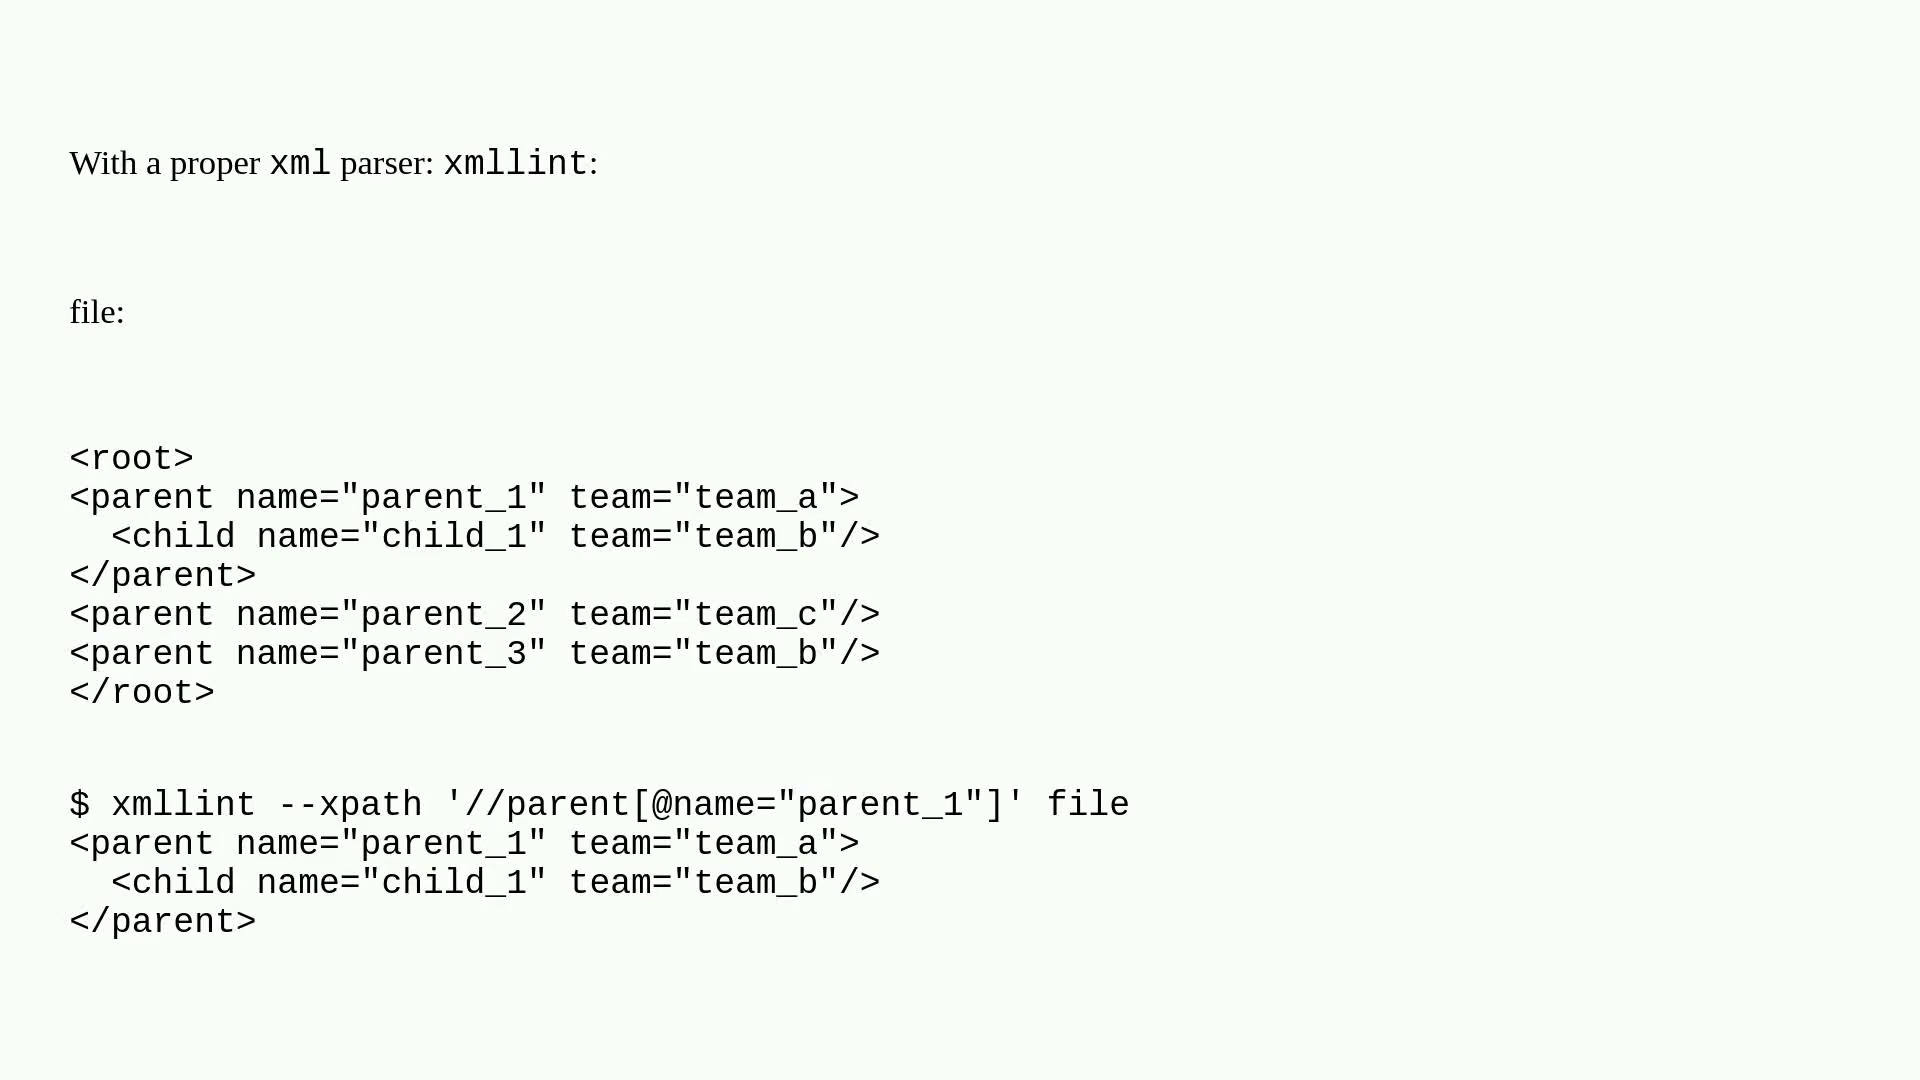 With a proper xml parser: xmllint:
file:
<root>
<parent name="parent_1" team="team_a">
  <child name="child_1" team="team_b"/>
</parent>
<parent name="parent_2" team="team_c"/>
<parent name="parent_3" team="team_b"/>
</root>
$ xmllint --xpath '//parent[@name="parent_1"]' file
<parent name="parent_1" team="team_a">
  <child name="child_1" team="team_b"/>
</parent>